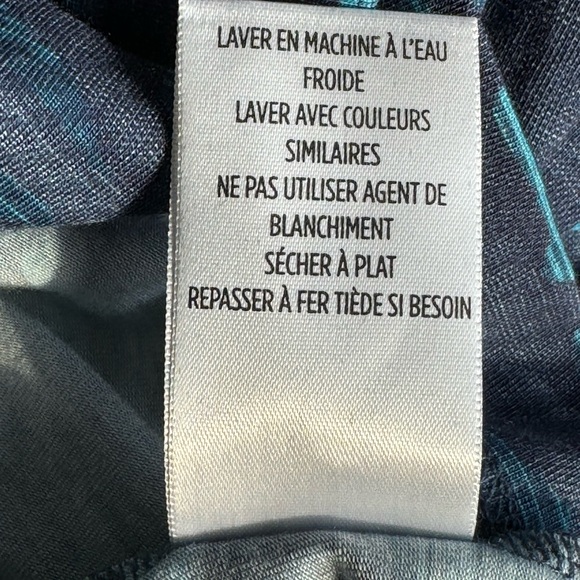 LAVER EN MACHINE À L'EAU
FROIDE
LAVER AVEC COULEURS
SIMILAIRES
NE PAS UTILISER AGENT DE
BLANCHIMENT
SÉCHER À PLAT
REPASSER À FER TIÈDE SI BESOIN